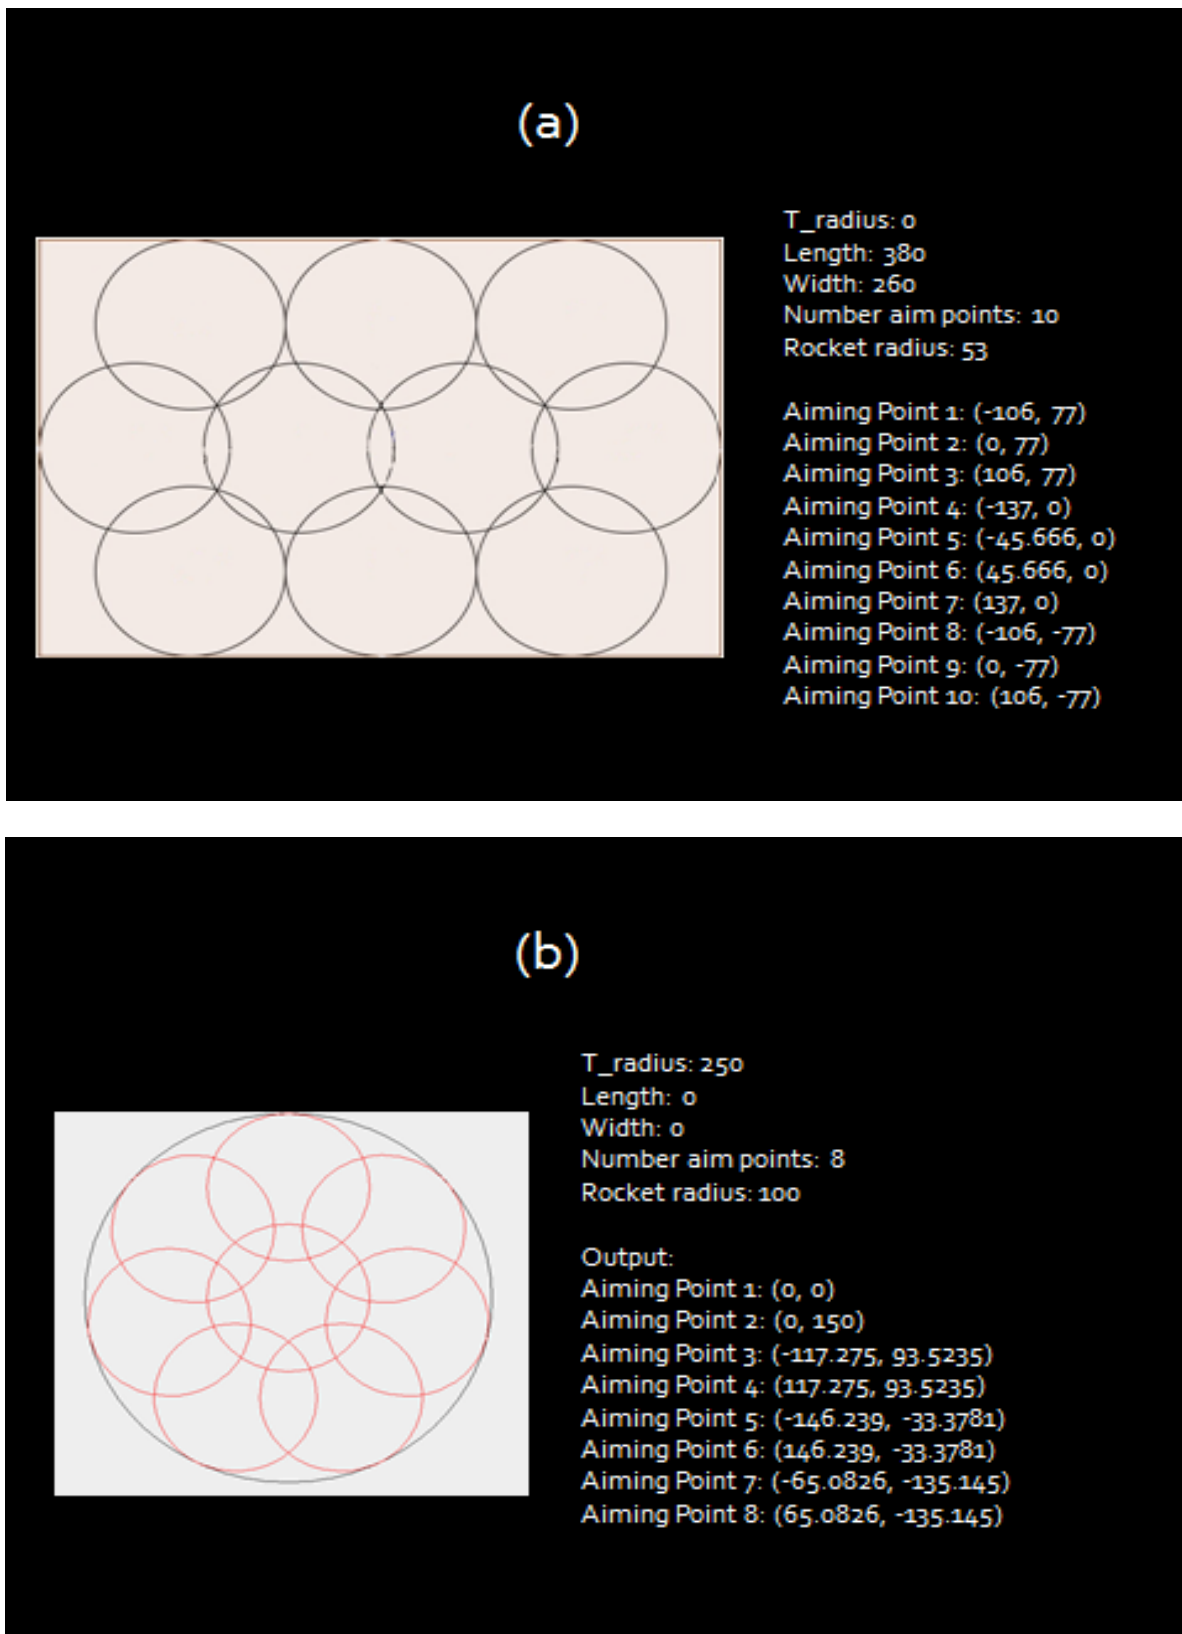 (a)
T_radius: 0
Length: 380
Width: 260
Number aim points: 10
Rocket radius: 53
Aiming Point 1: (-106, 77)
Aiming Point 2: (0, 77)
Aiming Point 3: (106, 77)
Aiming Point 4: (-137, 0)
Aiming Point 5: (-45.666, 0)
Aiming Point 6: (45.666, 0)
Aiming Point 7: (137, 0)
Aiming Point 8: (-106, -77)
Aiming Point 9: (0, -77)
Aiming Point 10: (106, -77)
(b)
T_radius: 250
Length: 0
Width: 0
Number aim points: 8
Rocket radius: 100
Output:
Aiming Point 1: (0, 0)
Aiming Point 2: (0, 150)
Aiming Point 3: (-117.275, 93.5235)
Aiming Point 4: (117.275, 93.5235)
Aiming Point 5: (-146.239, -33.3781)
Aiming Point 6: (146.239, -33.3781)
Aiming Point 7: (-65.0826, -135.145)
Aiming Point 8: (65.0826, -135.145)